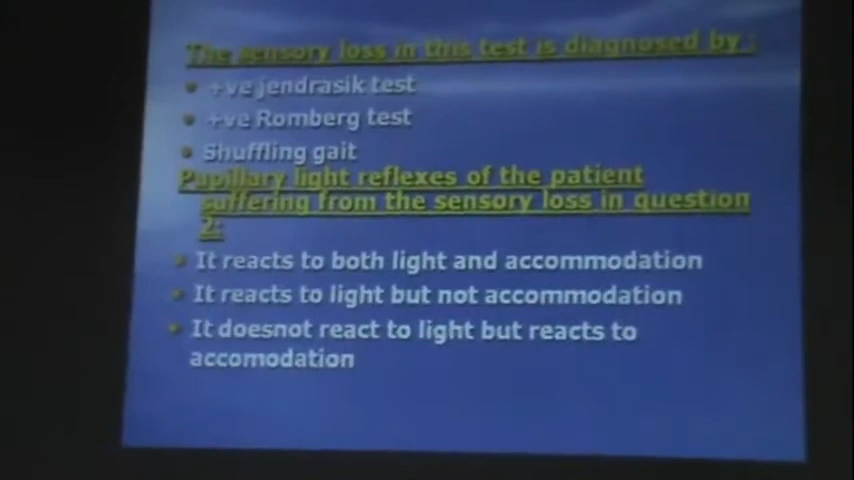 The sensory loss in this test is diagnosed by :
+ve jendrasik test
+ve Romberg test
Shuffling gait
Pupillary light reflexes of the patient
suffering from the sensory loss in question
2:
It reacts to both light and accommodation
It reacts to light but not accommodation
It doesnot react to light but reacts to
accomodation